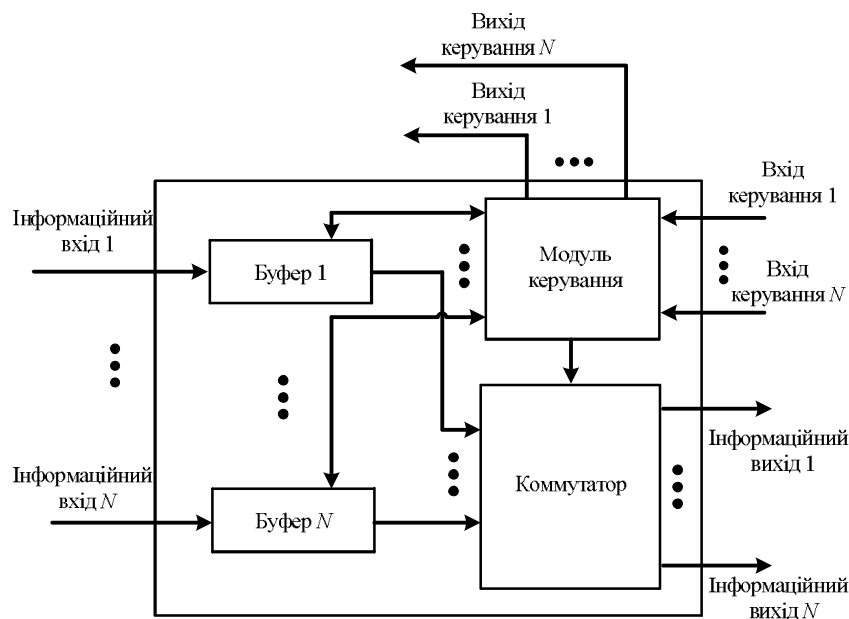 Вихід
керування N
Вихід
керування 1
Вхід
керування 1
Інформаційний
вхід 1
Буфер 1
Модуль
керування
Вхід
керування N
Інформаційний
вихід 1
Інформаційний
вхід N
Буфер N
Коммутатор
Інформаційний
вихід N